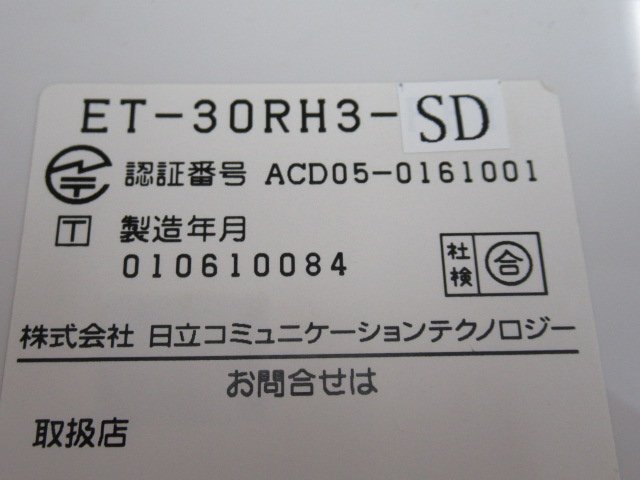 ET-30RH3-SD
認証番号 ACD05-0161001
T 製造年月
010610084
社検 合
株式会社 日立コミュニケーションテクノロジー
お問合せは
取扱店